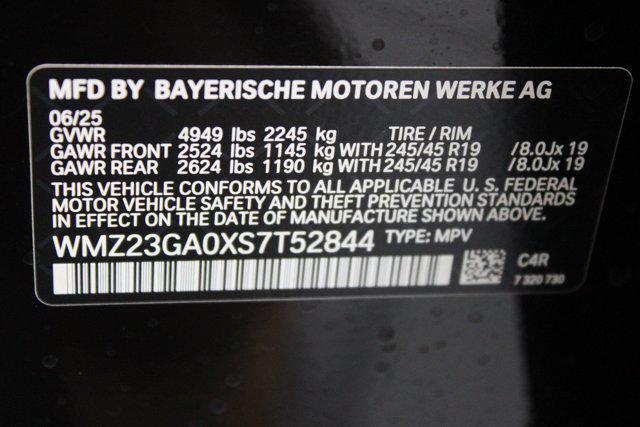 MFD BY BAYERISCHE MOTOREN WERKE AG
06/25
GVWR 4949 lbs 2245 kg TIRE / RIM
GAWR FRONT 2524 lbs 1145 kg WITH 245/45 R19 /8.0Jx 19
GAWR REAR 2624 lbs 1190 kg WITH 245/45 R19 /8.0Jx 19
THIS VEHICLE CONFORMS TO ALL APPLICABLE U. S. FEDERAL
MOTOR VEHICLE SAFETY AND THEFT PREVENTION STANDARDS
IN EFFECT ON THE DATE OF MANUFACTURE SHOWN ABOVE.
WMZ23GA0XS7T52844 TYPE: MPV
C4R
7 320 730